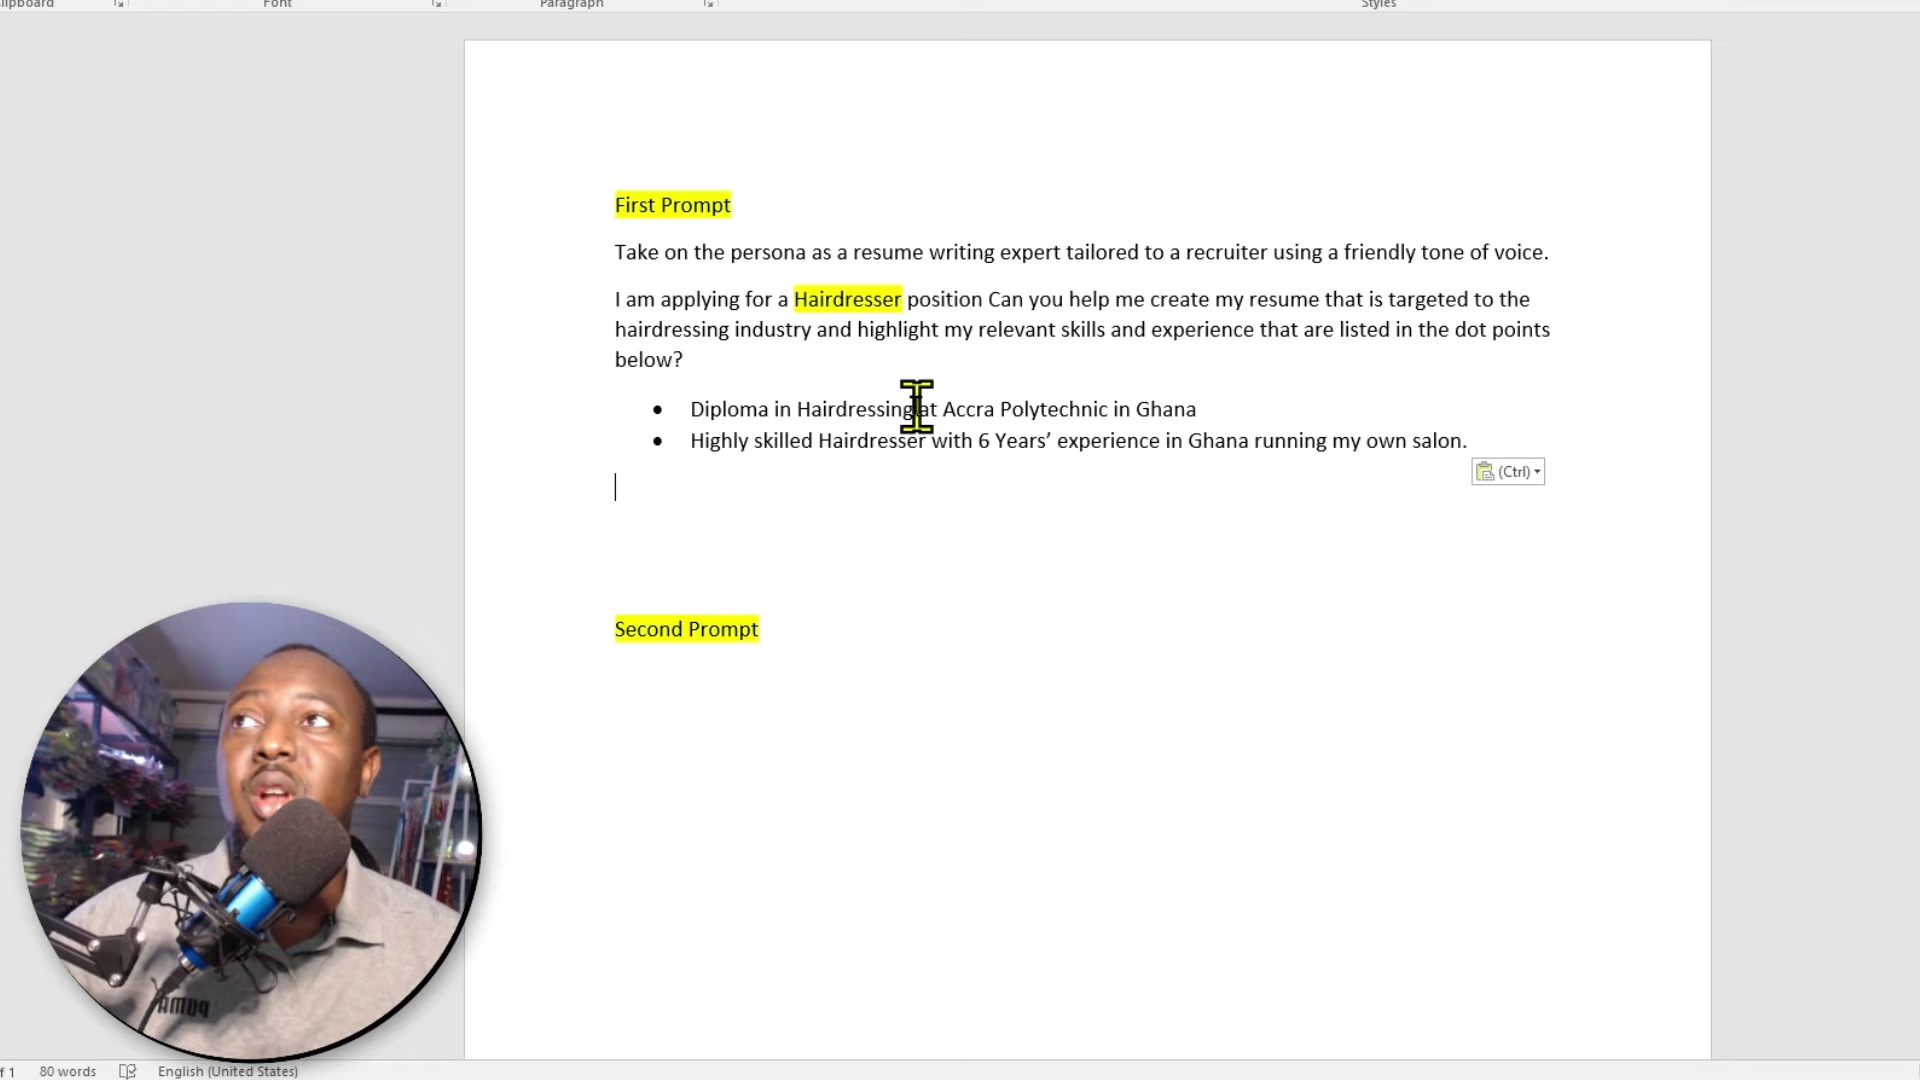 Clipboard Font Paragraph Styles
First Prompt
Take on the persona as a resume writing expert tailored to a recruiter using a friendly tone of voice.
I am applying for a Hairdresser position Can you help me create my resume that is targeted to the
hairdressing industry and highlight my relevant skills and experience that are listed in the dot points
below?
• Diploma in Hairdressing at Accra Polytechnic in Ghana
• Highly skilled Hairdresser with 6 Years’ experience in Ghana running my own salon.
(Ctrl)
Second Prompt
PUMA
f 1 80 words English (United States)